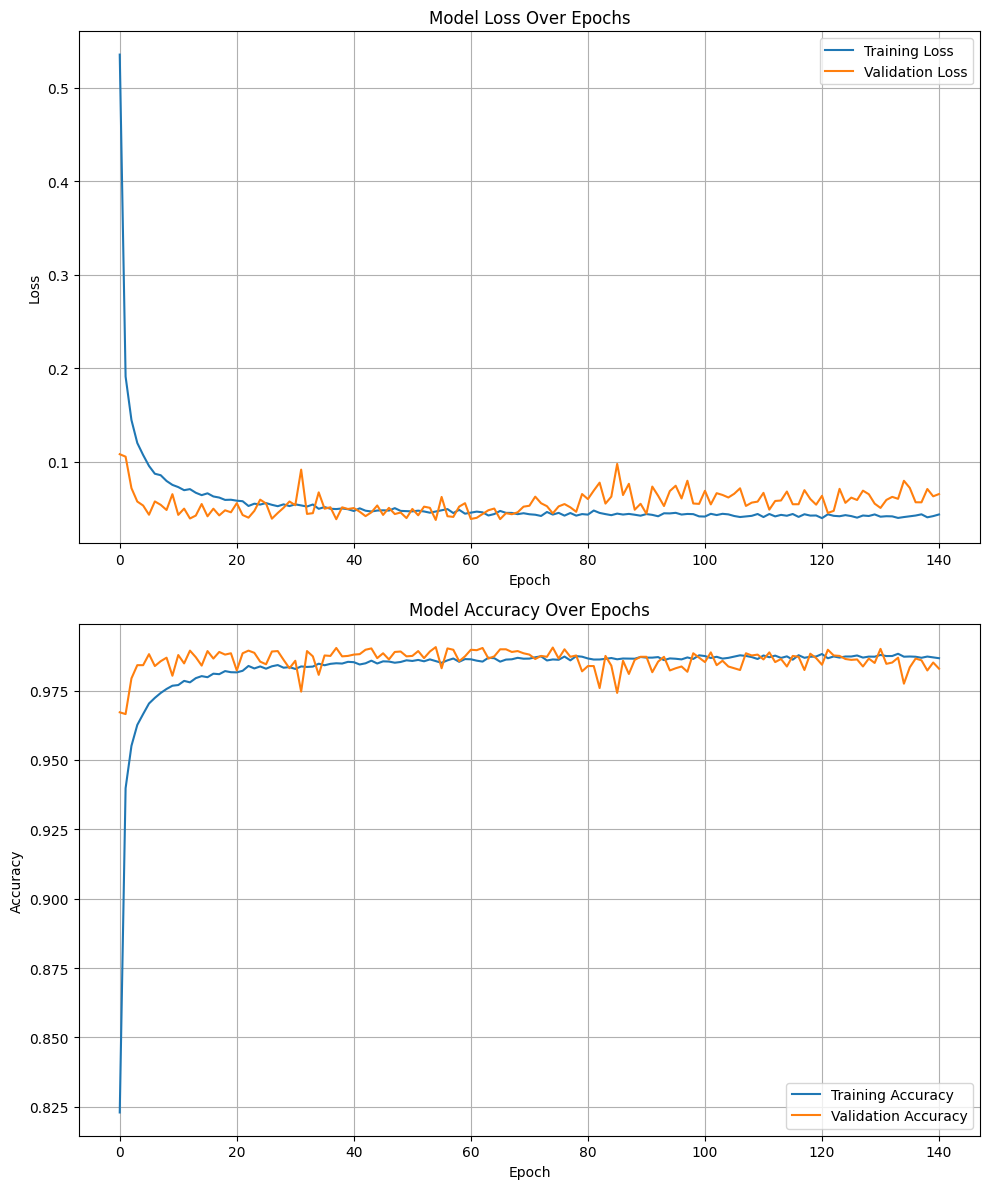 Model Loss Over Epochs
Training Loss
Validation Loss
0.5
0.4
0.3
0.2
0.1
Loss
0 20 40 60 80 100 120 140
Epoch
Model Accuracy Over Epochs
0.975
0.950
0.925
0.900
0.875
0.850
0.825
Accuracy
Training Accuracy
Validation Accuracy
0 20 40 60 80 100 120 140
Epoch